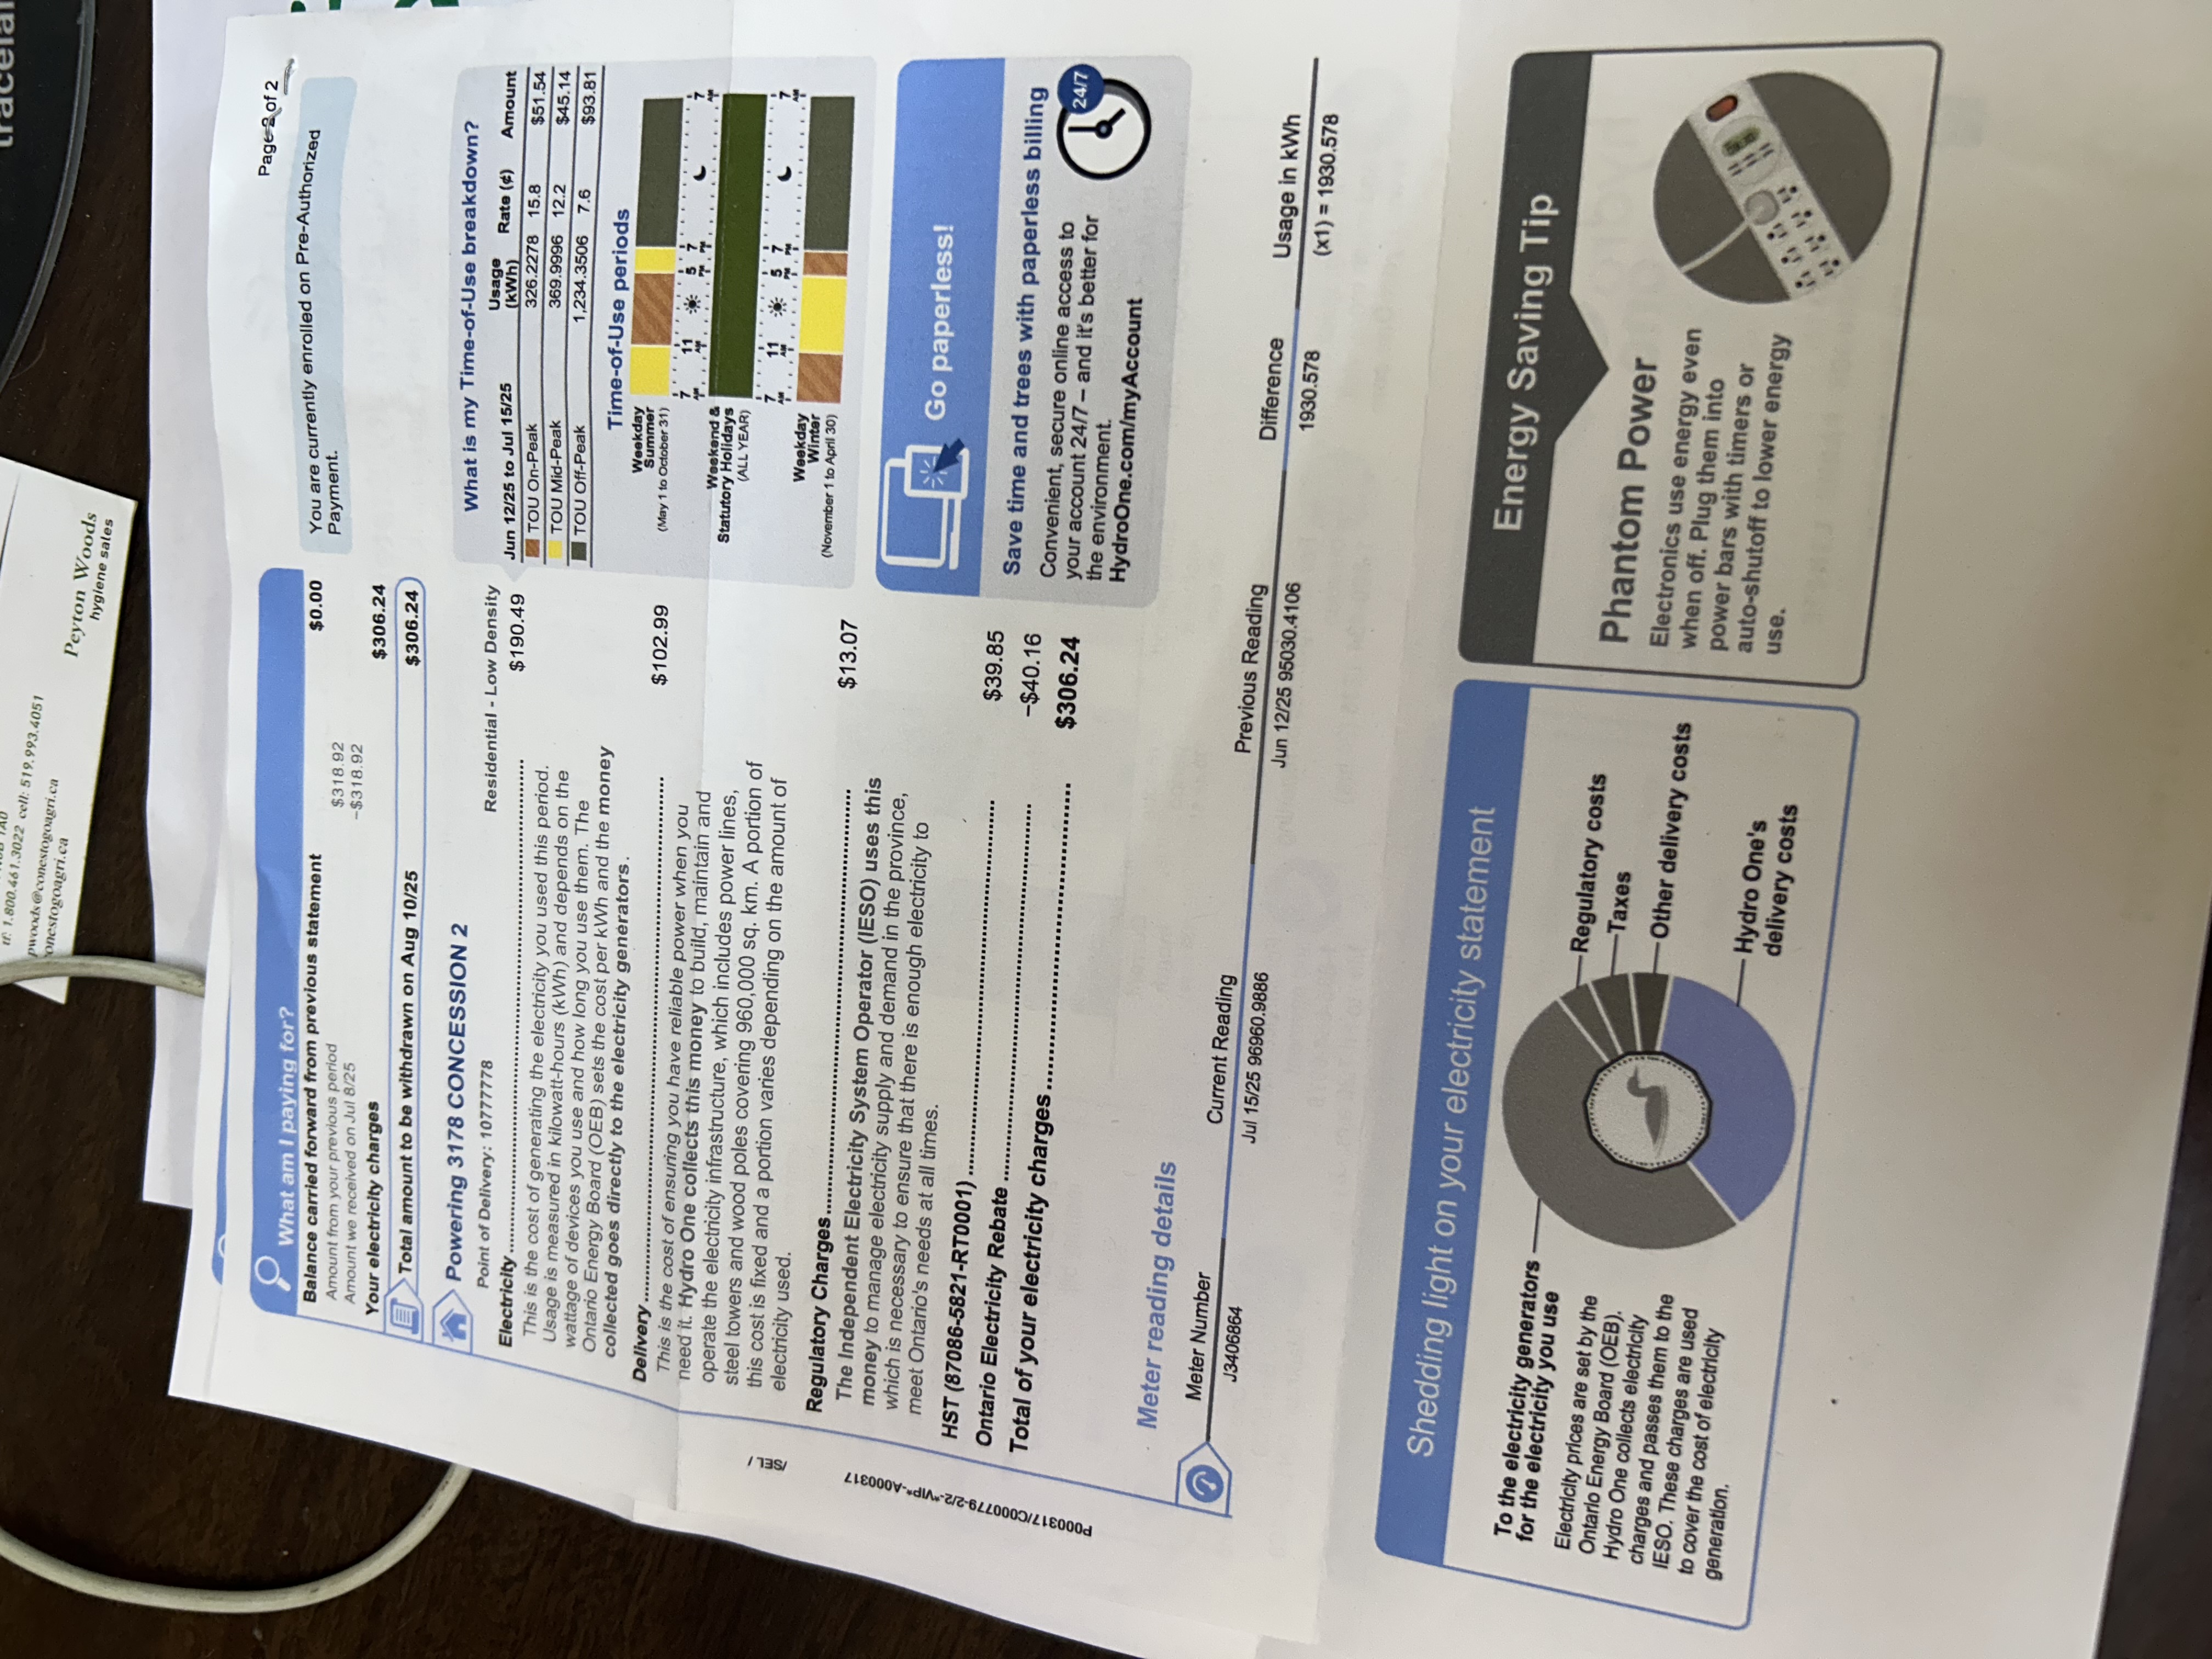 tf: 1.800.461.3022 cell: 519.993.4051
pwoods@conestogoagri.ca
onestogoagri.ca
Peyton Woods
hygiene sales
Page 2 of 2
What am I paying for?
Balance carried forward from previous statement $0.00
Amount from your previous period $318.92
Amount we received on Jul 8/25 −$318.92
Your electricity charges $306.24
Total amount to be withdrawn on Aug 10/25 $306.24
You are currently enrolled on Pre-Authorized
Payment.
Powering 3178 CONCESSION 2
Point of Delivery: 10777778
Residential - Low Density
Electricity $190.49
This is the cost of generating the electricity you used this period.
Usage is measured in kilowatt-hours (kWh) and depends on the
wattage of devices you use and how long you use them. The
Ontario Energy Board (OEB) sets the cost per kWh and the money
collected goes directly to the electricity generators.
Delivery $102.99
This is the cost of ensuring you have reliable power when you
need it. Hydro One collects this money to build, maintain and
operate the electricity infrastructure, which includes power lines,
steel towers and wood poles covering 960,000 sq. km. A portion of
this cost is fixed and a portion varies depending on the amount of
electricity used.
Regulatory Charges $13.07
The Independent Electricity System Operator (IESO) uses this
money to manage electricity supply and demand in the province,
which is necessary to ensure that there is enough electricity to
meet Ontario's needs at all times.
HST (87086-5821-RT0001) $39.85
Ontario Electricity Rebate −$40.16
Total of your electricity charges $306.24
What is my Time-of-Use breakdown?
Jun 12/25 to Jul 15/25 Usage (kWh) Rate (¢) Amount
TOU On-Peak 326.2278 15.8 $51.54
TOU Mid-Peak 369.9996 12.2 $45.14
TOU Off-Peak 1,234.3506 7.6 $93.81
Time-of-Use periods
Weekday
Summer
(May 1 to October 31)
7 AM 11 AM 5 PM 7 PM 7 AM
Weekend &
Statutory Holidays
(ALL YEAR)
7 AM 11 AM 5 PM 7 PM 7 AM
Weekday
Winter
(November 1 to April 30)
Go paperless!
Save time and trees with paperless billing
Convenient, secure online access to
your account 24/7 – and it's better for
the environment.
HydroOne.com/myAccount
24/7
/SEL /
P000317/C000779-2/2-*VIP*-A000317
Meter reading details
Meter Number Current Reading Previous Reading Difference Usage in kWh
J3406864 Jul 15/25 96960.9886 Jun 12/25 95030.4106 1930.578 (x1) = 1930.578
Shedding light on your electricity statement
To the electricity generators
for the electricity you use
Electricity prices are set by the
Ontario Energy Board (OEB).
Hydro One collects electricity
charges and passes them to the
IESO. These charges are used
to cover the cost of electricity
generation.
Regulatory costs
Taxes
Other delivery costs
Hydro One's
delivery costs
Energy Saving Tip
Phantom Power
Electronics use energy even
when off. Plug them into
power bars with timers or
auto-shutoff to lower energy
use.